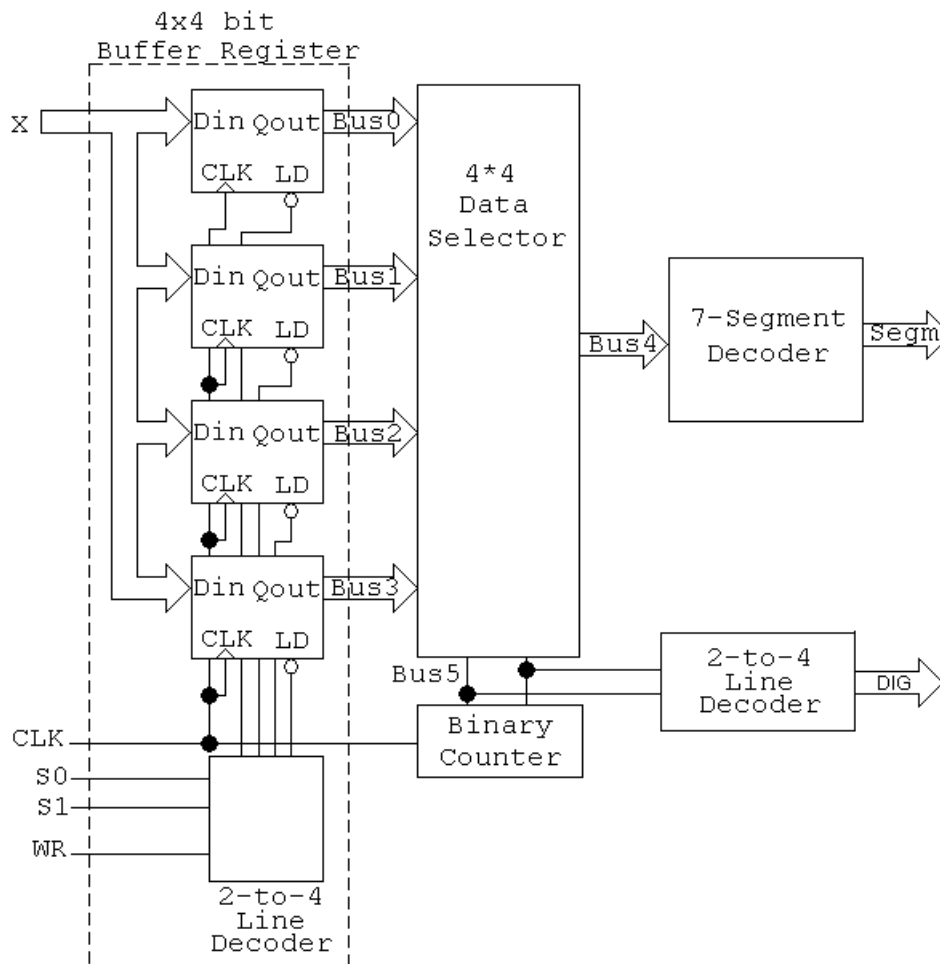 4x4 bit
Buffer Register
X
Din Qout
CLK LD
Bus0
Din Qout
CLK LD
Bus1
Din Qout
CLK LD
Bus2
Din Qout
CLK LD
Bus3
4*4
Data
Selector
Bus4
7-Segment
Decoder
Segm
Bus5
2-to-4
Line
Decoder
DIG
Binary
Counter
CLK
S0
S1
WR
2-to-4
Line
Decoder